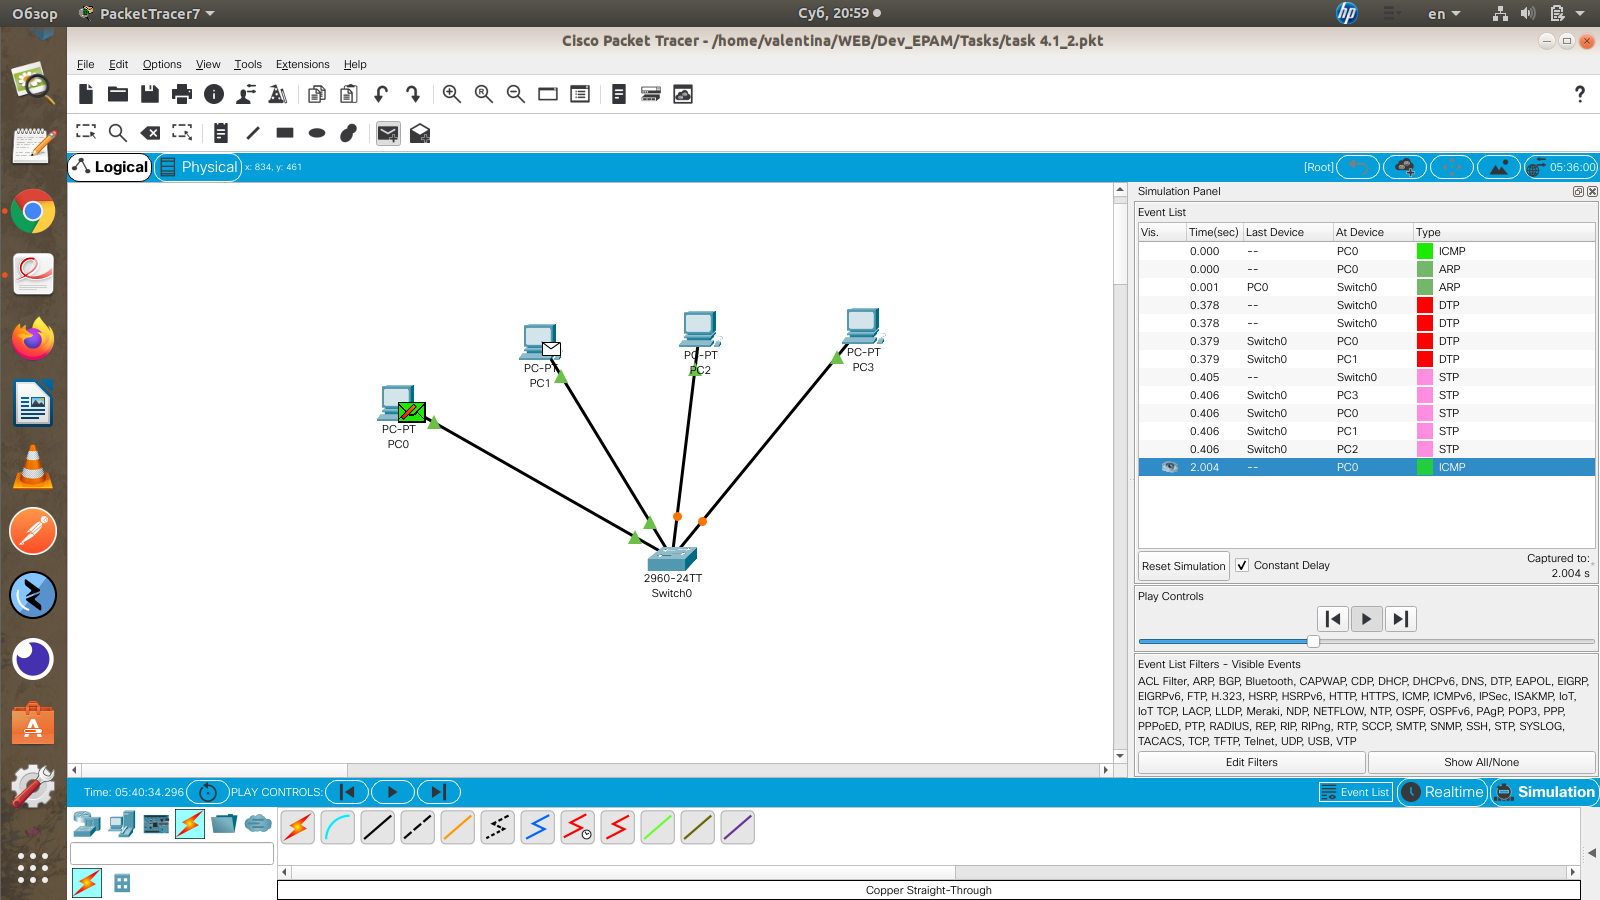 Обзор PacketTracer7 Суб, 20:59 hp en
Cisco Packet Tracer - /home/valentina/WEB/Dev_EPAM/Tasks/task 4.1_2.pkt
File Edit Options View Tools Extensions Help
?
Logical Physical x: 834, y: 461 [Root] 05:36:00
PC-PT
PC0
PC-PT
PC1
PC-PT
PC2
PC-PT
PC3
2960-24TT
Switch0
Simulation Panel
Event List
Vis. Time(sec) Last Device At Device Type
0.000 -- PC0 ICMP
0.000 -- PC0 ARP
0.001 PC0 Switch0 ARP
0.378 -- Switch0 DTP
0.378 -- Switch0 DTP
0.379 Switch0 PC0 DTP
0.379 Switch0 PC1 DTP
0.405 -- Switch0 STP
0.406 Switch0 PC3 STP
0.406 Switch0 PC0 STP
0.406 Switch0 PC1 STP
0.406 Switch0 PC2 STP
2.004 -- PC0 ICMP
Reset Simulation Constant Delay Captured to:
2.004 s
Play Controls
Event List Filters - Visible Events
ACL Filter, ARP, BGP, Bluetooth, CAPWAP, CDP, DHCP, DHCPv6, DNS, DTP, EAPOL, EIGRP,
EIGRPv6, FTP, H.323, HSRP, HSRPv6, HTTP, HTTPS, ICMP, ICMPv6, IPSec, ISAKMP, IoT,
IoT TCP, LACP, LLDP, Meraki, NDP, NETFLOW, NTP, OSPF, OSPFv6, PAgP, POP3, PPP,
PPPoED, PTP, RADIUS, REP, RIP, RIPng, RTP, SCCP, SMTP, SNMP, SSH, STP, SYSLOG,
TACACS, TCP, TFTP, Telnet, UDP, USB, VTP
Edit Filters Show All/None
Time: 05:40:34.296 PLAY CONTROLS: Event List Realtime Simulation
Copper Straight-Through